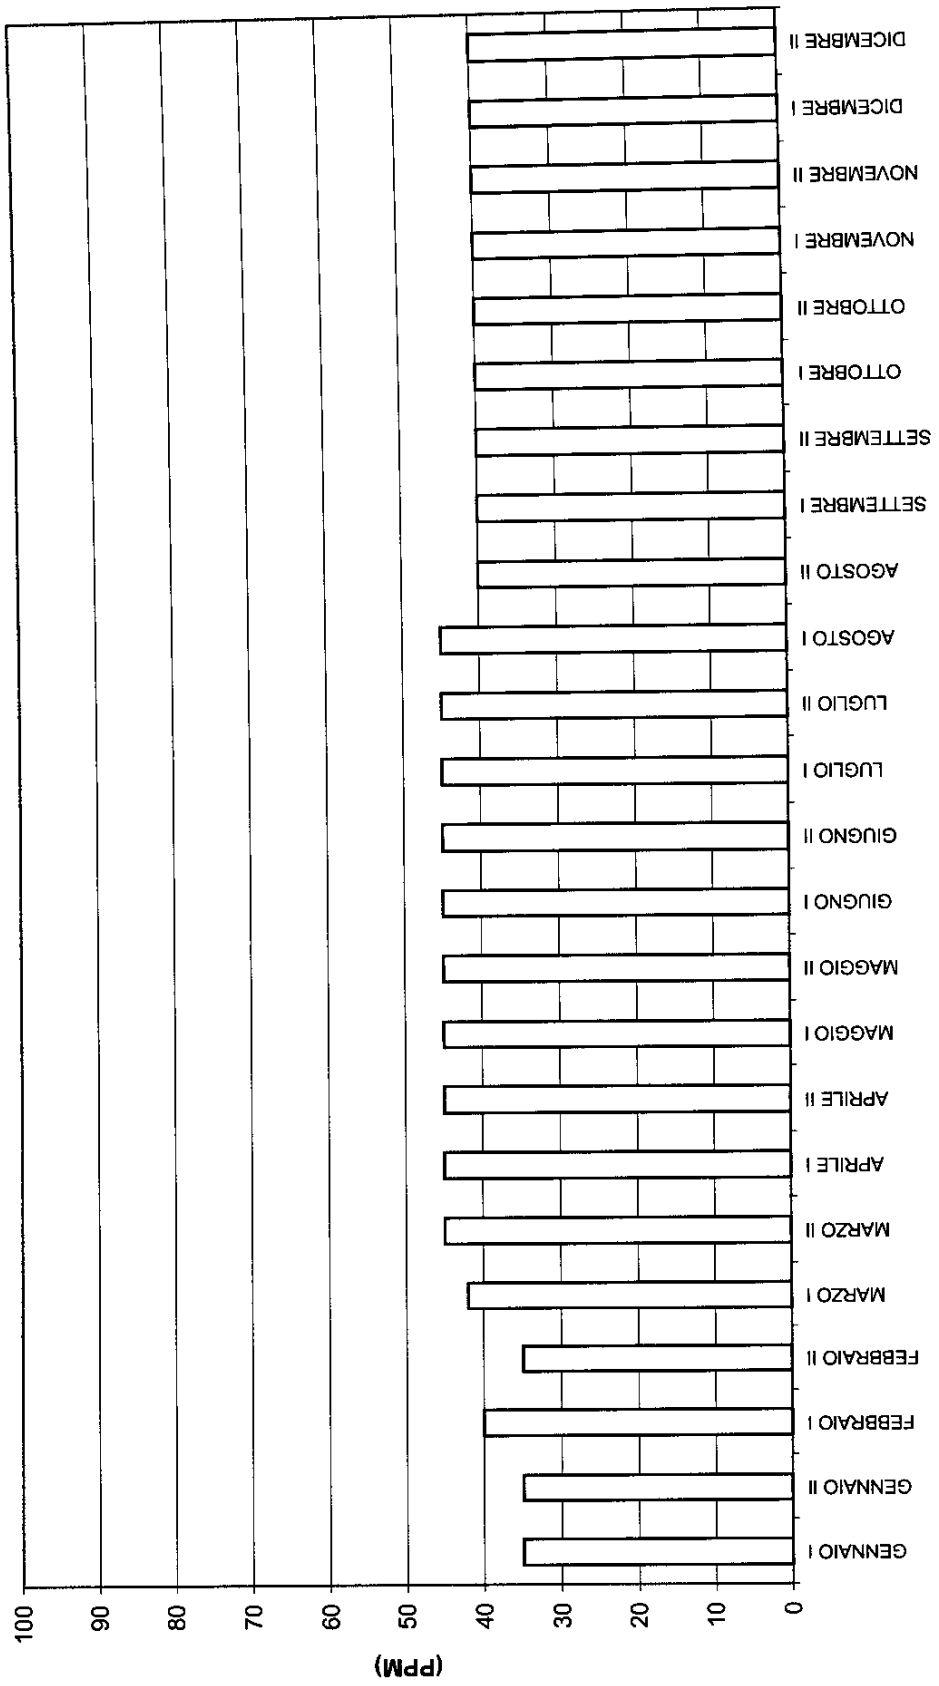 (PPM)
100
90
80
70
60
50
40
30
20
10
0
GENNAIO I
GENNAIO II
FEBBRAIO I
FEBBRAIO II
MARZO I
MARZO II
APRILE I
APRILE II
MAGGIO I
MAGGIO II
GIUGNO I
GIUGNO II
LUGLIO I
LUGLIO II
AGOSTO I
AGOSTO II
SETTEMBRE I
SETTEMBRE II
OTTOBRE I
OTTOBRE II
NOVEMBRE I
NOVEMBRE II
DICEMBRE I
DICEMBRE II